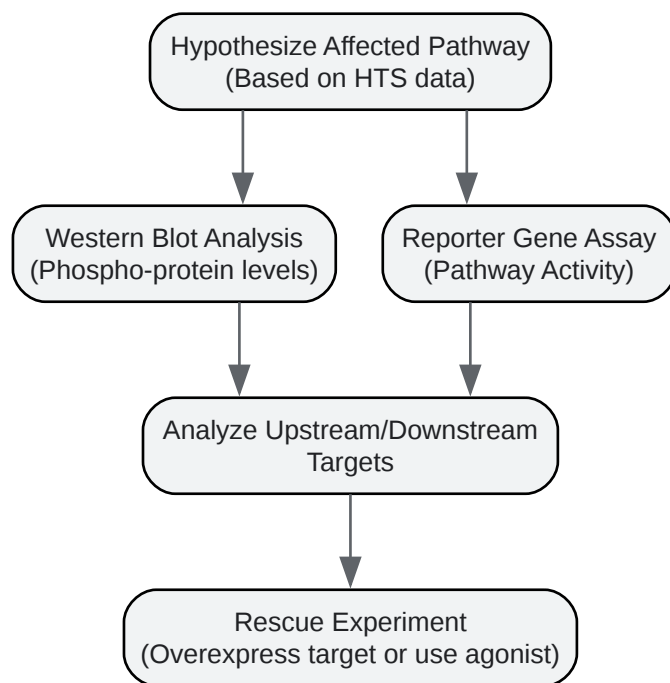 Hypothesize Affected Pathway
(Based on HTS data)
Western Blot Analysis
(Phospho-protein levels)
Reporter Gene Assay
(Pathway Activity)
Analyze Upstream/Downstream
Targets
Rescue Experiment
(Overexpress target or use agonist)